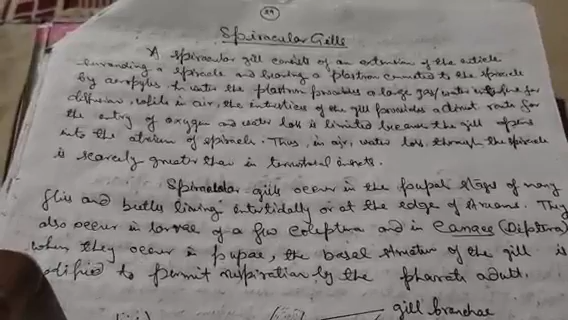 29
Spiracular Gills
A spiracular gill consists of an extension of the cuticle
surrounding a spiracle and bearing a plastron connected to the spiracle
by aeropyles. In water the plastron provides a large gas/water interface for
diffusion, while in air, the interstices of the gill provides a direct route for
the entry of oxygen and water loss is limited because the gill opens
into the atrium of spiracle. Thus, in air, water loss through the spiracle
is scarcely greater than in terrestrial insects.
Spiracular gills occur in the pupal stage of many
flies and beetles living intertidally or at the edge of streams. They
also occur in larvae of a few coleoptera and in Canace (Diptera)
when they occur in pupae, the basal structure of the gill is
odified to permit respiration by the pharate adult.
gill branchae